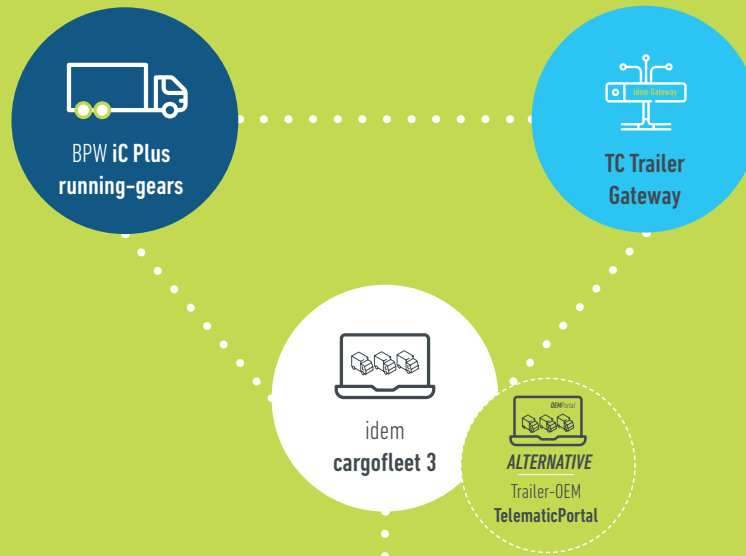 BPW iC Plus
running-gears
idem Gateway
TC Trailer
Gateway
idem
cargofleet 3
OEMPortal
ALTERNATIVE
Trailer-OEM
TelematicPortal